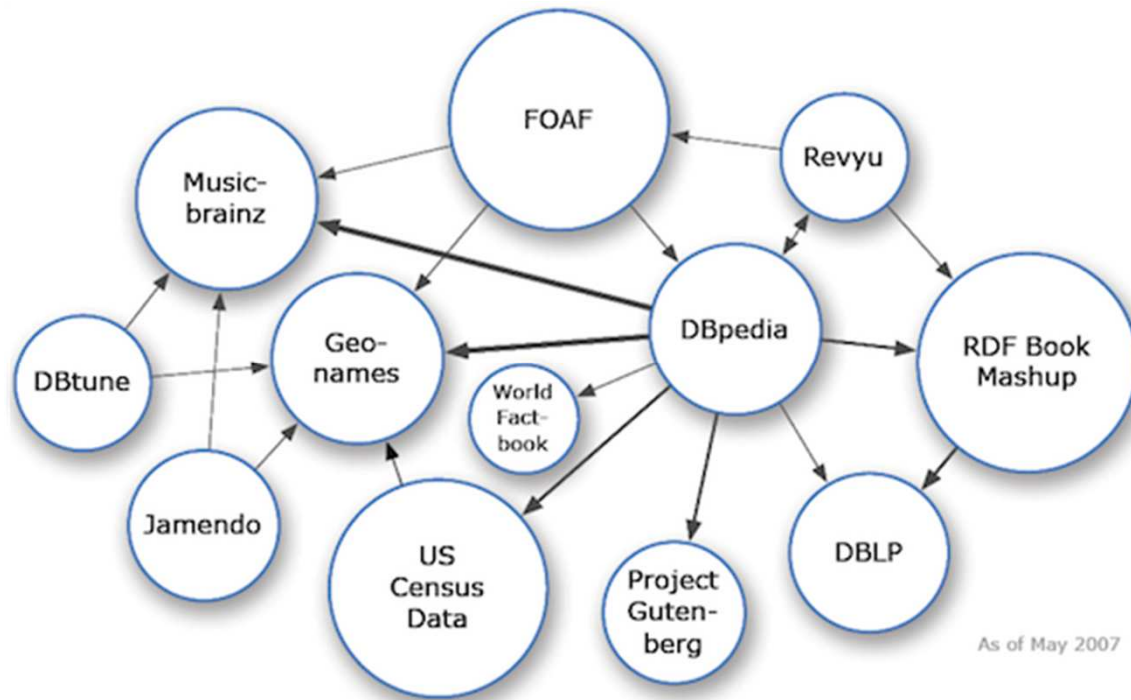 FOAF
Revyu
Music-
brainz
DBpedia
Geo-
names
RDF Book
Mashup
DBtune
World
Fact-
book
Jamendo
US
Census
Data
Project
Guten-
berg
DBLP
As of May 2007